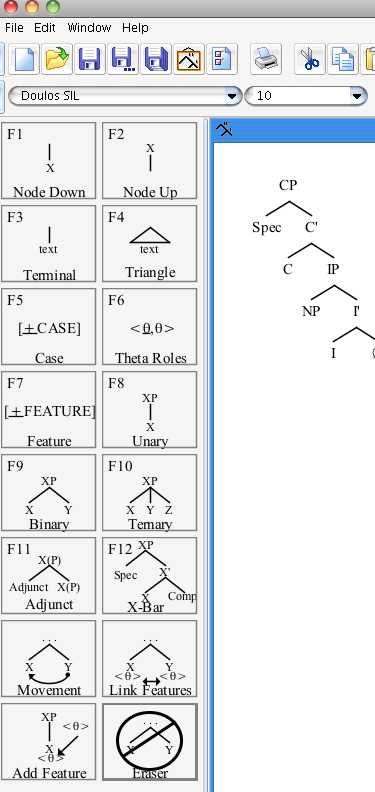 File Edit Window Help
Doulos SIL 10
F1
X
Node Down
F2
X
Node Up
F3
text
Terminal
F4
text
Triangle
F5
[±CASE]
Case
F6
<θ,θ>
Theta Roles
F7
[±FEATURE]
Feature
F8
XP
X
Unary
F9
XP
X Y
Binary
F10
XP
X Y Z
Ternary
F11
X(P)
Adjunct X(P)
Adjunct
F12
XP
Spec X'
X Comp
X-Bar
...
X Y
Movement
...
X Y
<θ> <θ>
Link Features
XP
<θ>
X
<θ>
Add Feature
...
X Y
Eraser
CP
Spec C'
C IP
NP I'
I